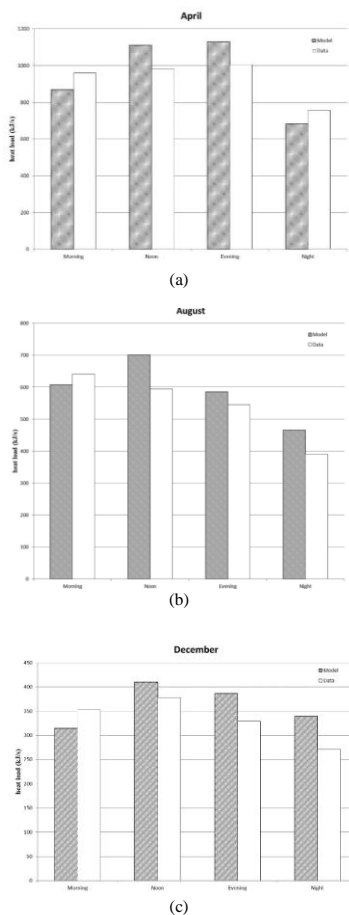 April
1200
Model
Data
1000
800
600
400
200
0
heat load (kJ/s)
Morning Noon Evening Night
(a)
August
800
Model
Data
700
600
500
400
300
200
100
0
heat load (kJ/s)
Morning Noon Evening Night
(b)
December
450
Model
Data
400
350
300
250
200
150
100
50
0
heat load (kJ/s)
Morning Noon Evening Night
(c)